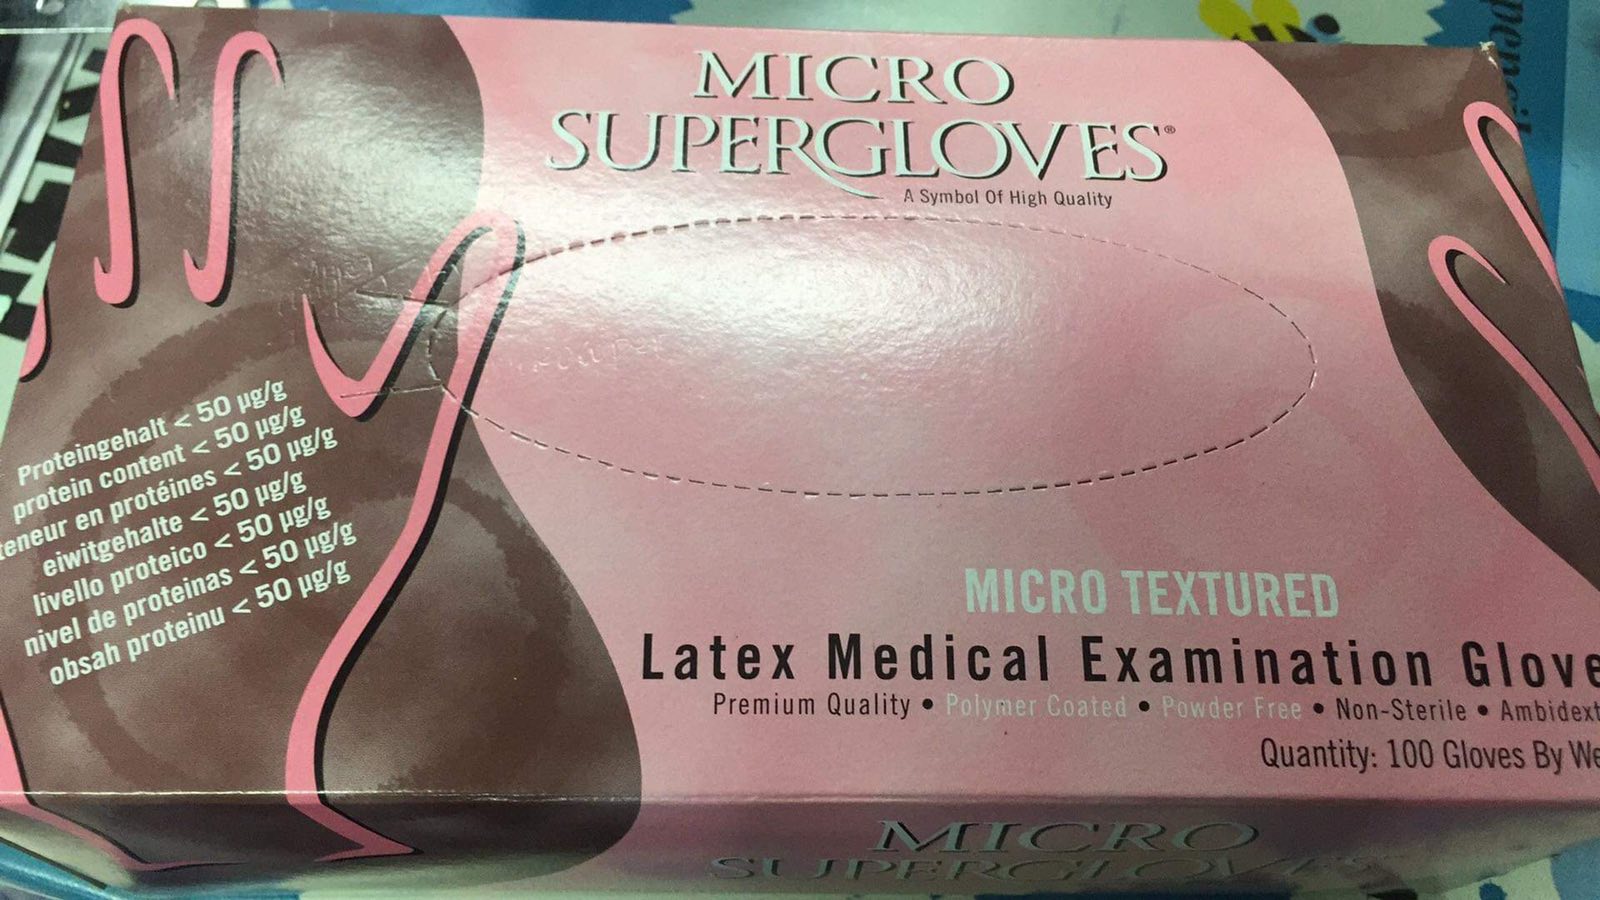 MICRO
SUPERGLOVES®
A Symbol Of High Quality
Proteingehalt < 50 µg/g
protein content < 50 µg/g
teneur en protéines < 50 µg/g
eiwitgehalte < 50 µg/g
livello proteico < 50 µg/g
nivel de proteinas < 50 µg/g
obsah proteinu < 50 µg/g
MICRO TEXTURED
Latex Medical Examination Glove
Premium Quality • Polymer Coated • Powder Free • Non-Sterile • Ambidext
Quantity: 100 Gloves By We
MICRO
SUPERGLOVES
pencil